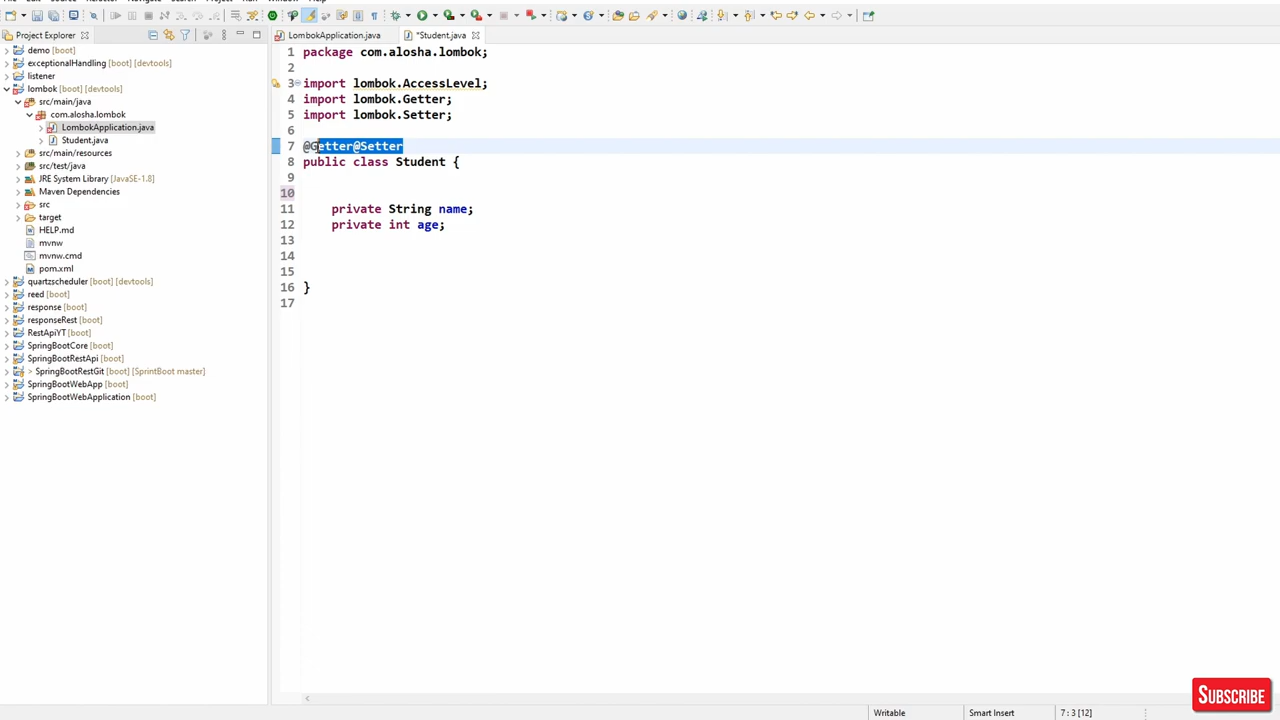 Project Explorer
demo [boot]
exceptionalHandling [boot] [devtools]
listener
lombok [boot] [devtools]
src/main/java
com.alosha.lombok
LombokApplication.java
Student.java
src/main/resources
src/test/java
JRE System Library [JavaSE-1.8]
Maven Dependencies
src
target
HELP.md
mvnw
mvnw.cmd
pom.xml
quartzscheduler [boot] [devtools]
reed [boot]
response [boot]
responseRest [boot]
RestApiYT [boot]
SpringBootCore [boot]
SpringBootRestApi [boot]
> SpringBootRestGit [boot] [SprintBoot master]
SpringBootWebApp [boot]
SpringBootWebApplication [boot]
LombokApplication.java *Student.java
1 package com.alosha.lombok;
2
3 import lombok.AccessLevel;
4 import lombok.Getter;
5 import lombok.Setter;
6
7 @Getter@Setter
8 public class Student {
9
10
11 private String name;
12 private int age;
13
14
15
16 }
17
Writable Smart Insert 7 : 3 [12]
SUBSCRIBE